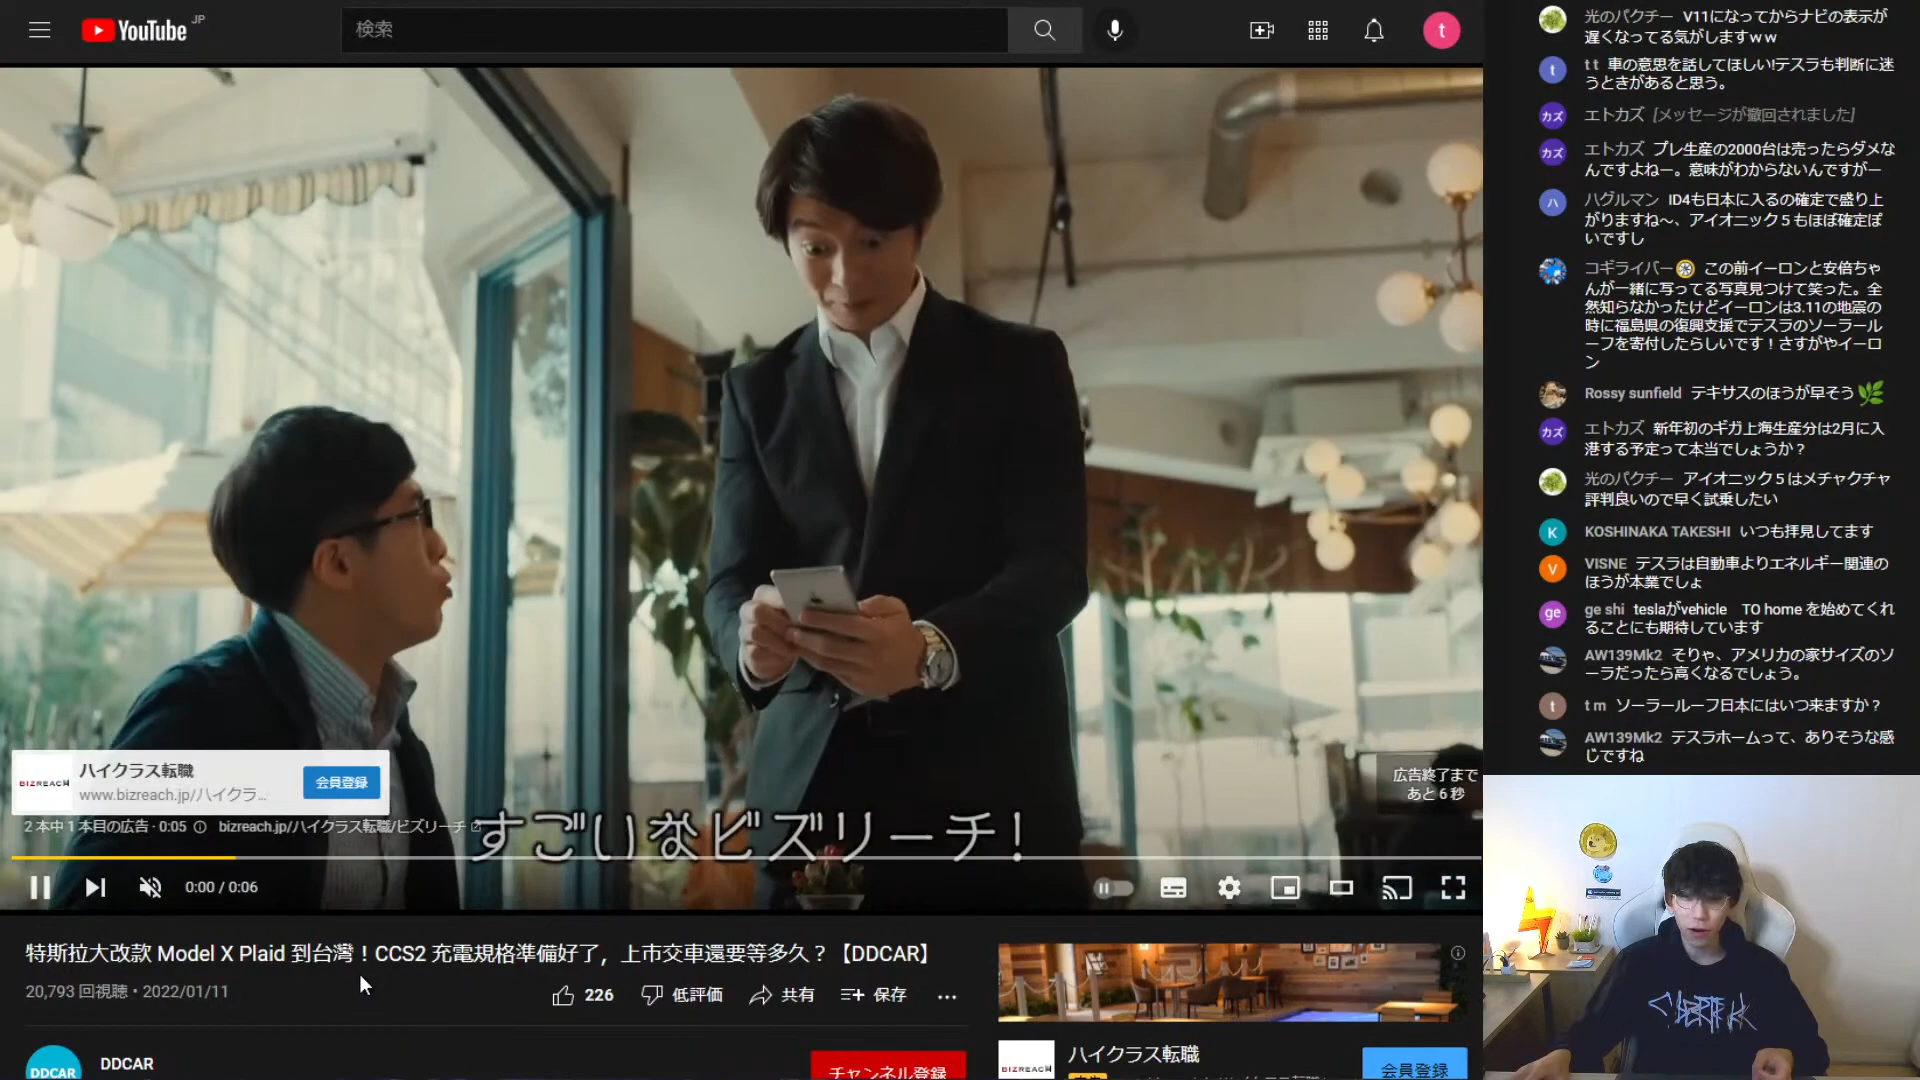 YouTube JP
検索
t
すごいなビズリーチ!
広告終了まで
あと6秒
BIZREACH
ハイクラス転職
www.bizreach.jp/ハイクラ...
会員登録
2 本中 1 本目の広告 · 0:05
bizreach.jp/ハイクラス転職/ビズリーチ
0:00 / 0:06
特斯拉大改款 Model X Plaid 到台灣！CCS2 充電規格準備好了，上市交車還要等多久？【DDCAR】
20,793 回視聴 • 2022/01/11
226
低評価
共有
保存
DDCAR
DDCAR
チャンネル登録
BIZREACH
ハイクラス転職
会員登録
光のパクチー V11になってからナビの表示が
遅くなってる気がしますｗｗ
t
t t 車の意思を話してほしい!テスラも判断に迷
うときがあると思う。
カズ
エトカズ [メッセージが撤回されました]
カズ
エトカズ プレ生産の2000台は売ったらダメな
んですよねー。意味がわからないんですがー
ハ
ハグルマン ID4も日本に入るの確定で盛り上
がりますね〜、アイオニック５もほぼ確定ぽ
いですし
コギライバー この前イーロンと安倍ちゃ
んが一緒に写ってる写真見つけて笑った。全
然知らなかったけどイーロンは3.11の地震の
時に福島県の復興支援でテスラのソーラール
ーフを寄付したらしいです！さすがやイーロ
ン
Rossy sunfield テキサスのほうが早そう
カズ
エトカズ 新年初のギガ上海生産分は2月に入
港する予定って本当でしょうか？
光のパクチー アイオニック５はメチャクチャ
評判良いので早く試乗したい
K
KOSHINAKA TAKESHI いつも拝見してます
V
VISNE テスラは自動車よりエネルギー関連の
ほうが本業でしょ
ge
ge shi teslaがvehicle TO home を始めてくれ
ることにも期待しています
AW139Mk2 そりゃ、アメリカの家サイズのソ
ーラだったら高くなるでしょう。
t
t m ソーラールーフ日本にはいつ来ますか？
AW139Mk2 テスラホームって、ありそうな感
じですね